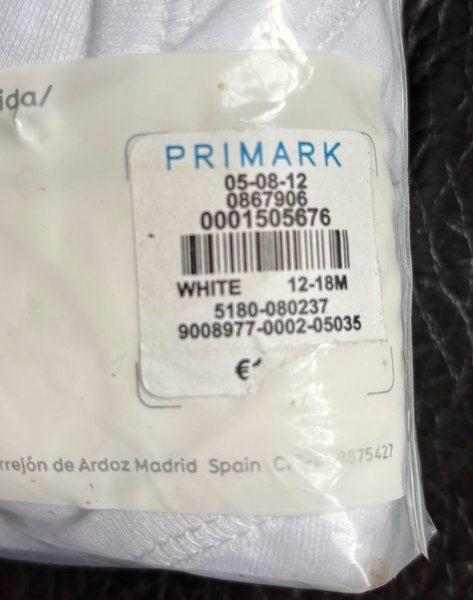 ida/
PRIMARK
05-08-12
0867906
0001505676
WHITE 12-18M
5180-080237
9008977-0002-05035
€
rrejón de Ardoz Madrid Spain